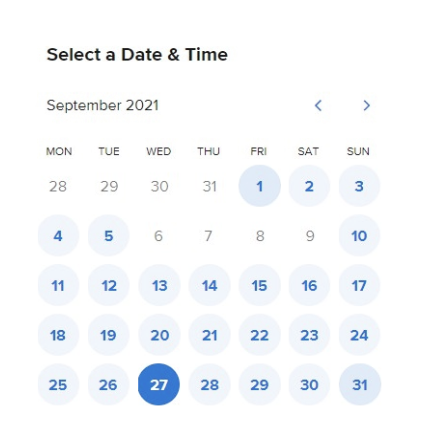 Select a Date & Time
September 2021
MON TUE WED THU FRI SAT SUN
28 29 30 31 1 2 3
4 5 6 7 8 9 10
11 12 13 14 15 16 17
18 19 20 21 22 23 24
25 26 27 28 29 30 31